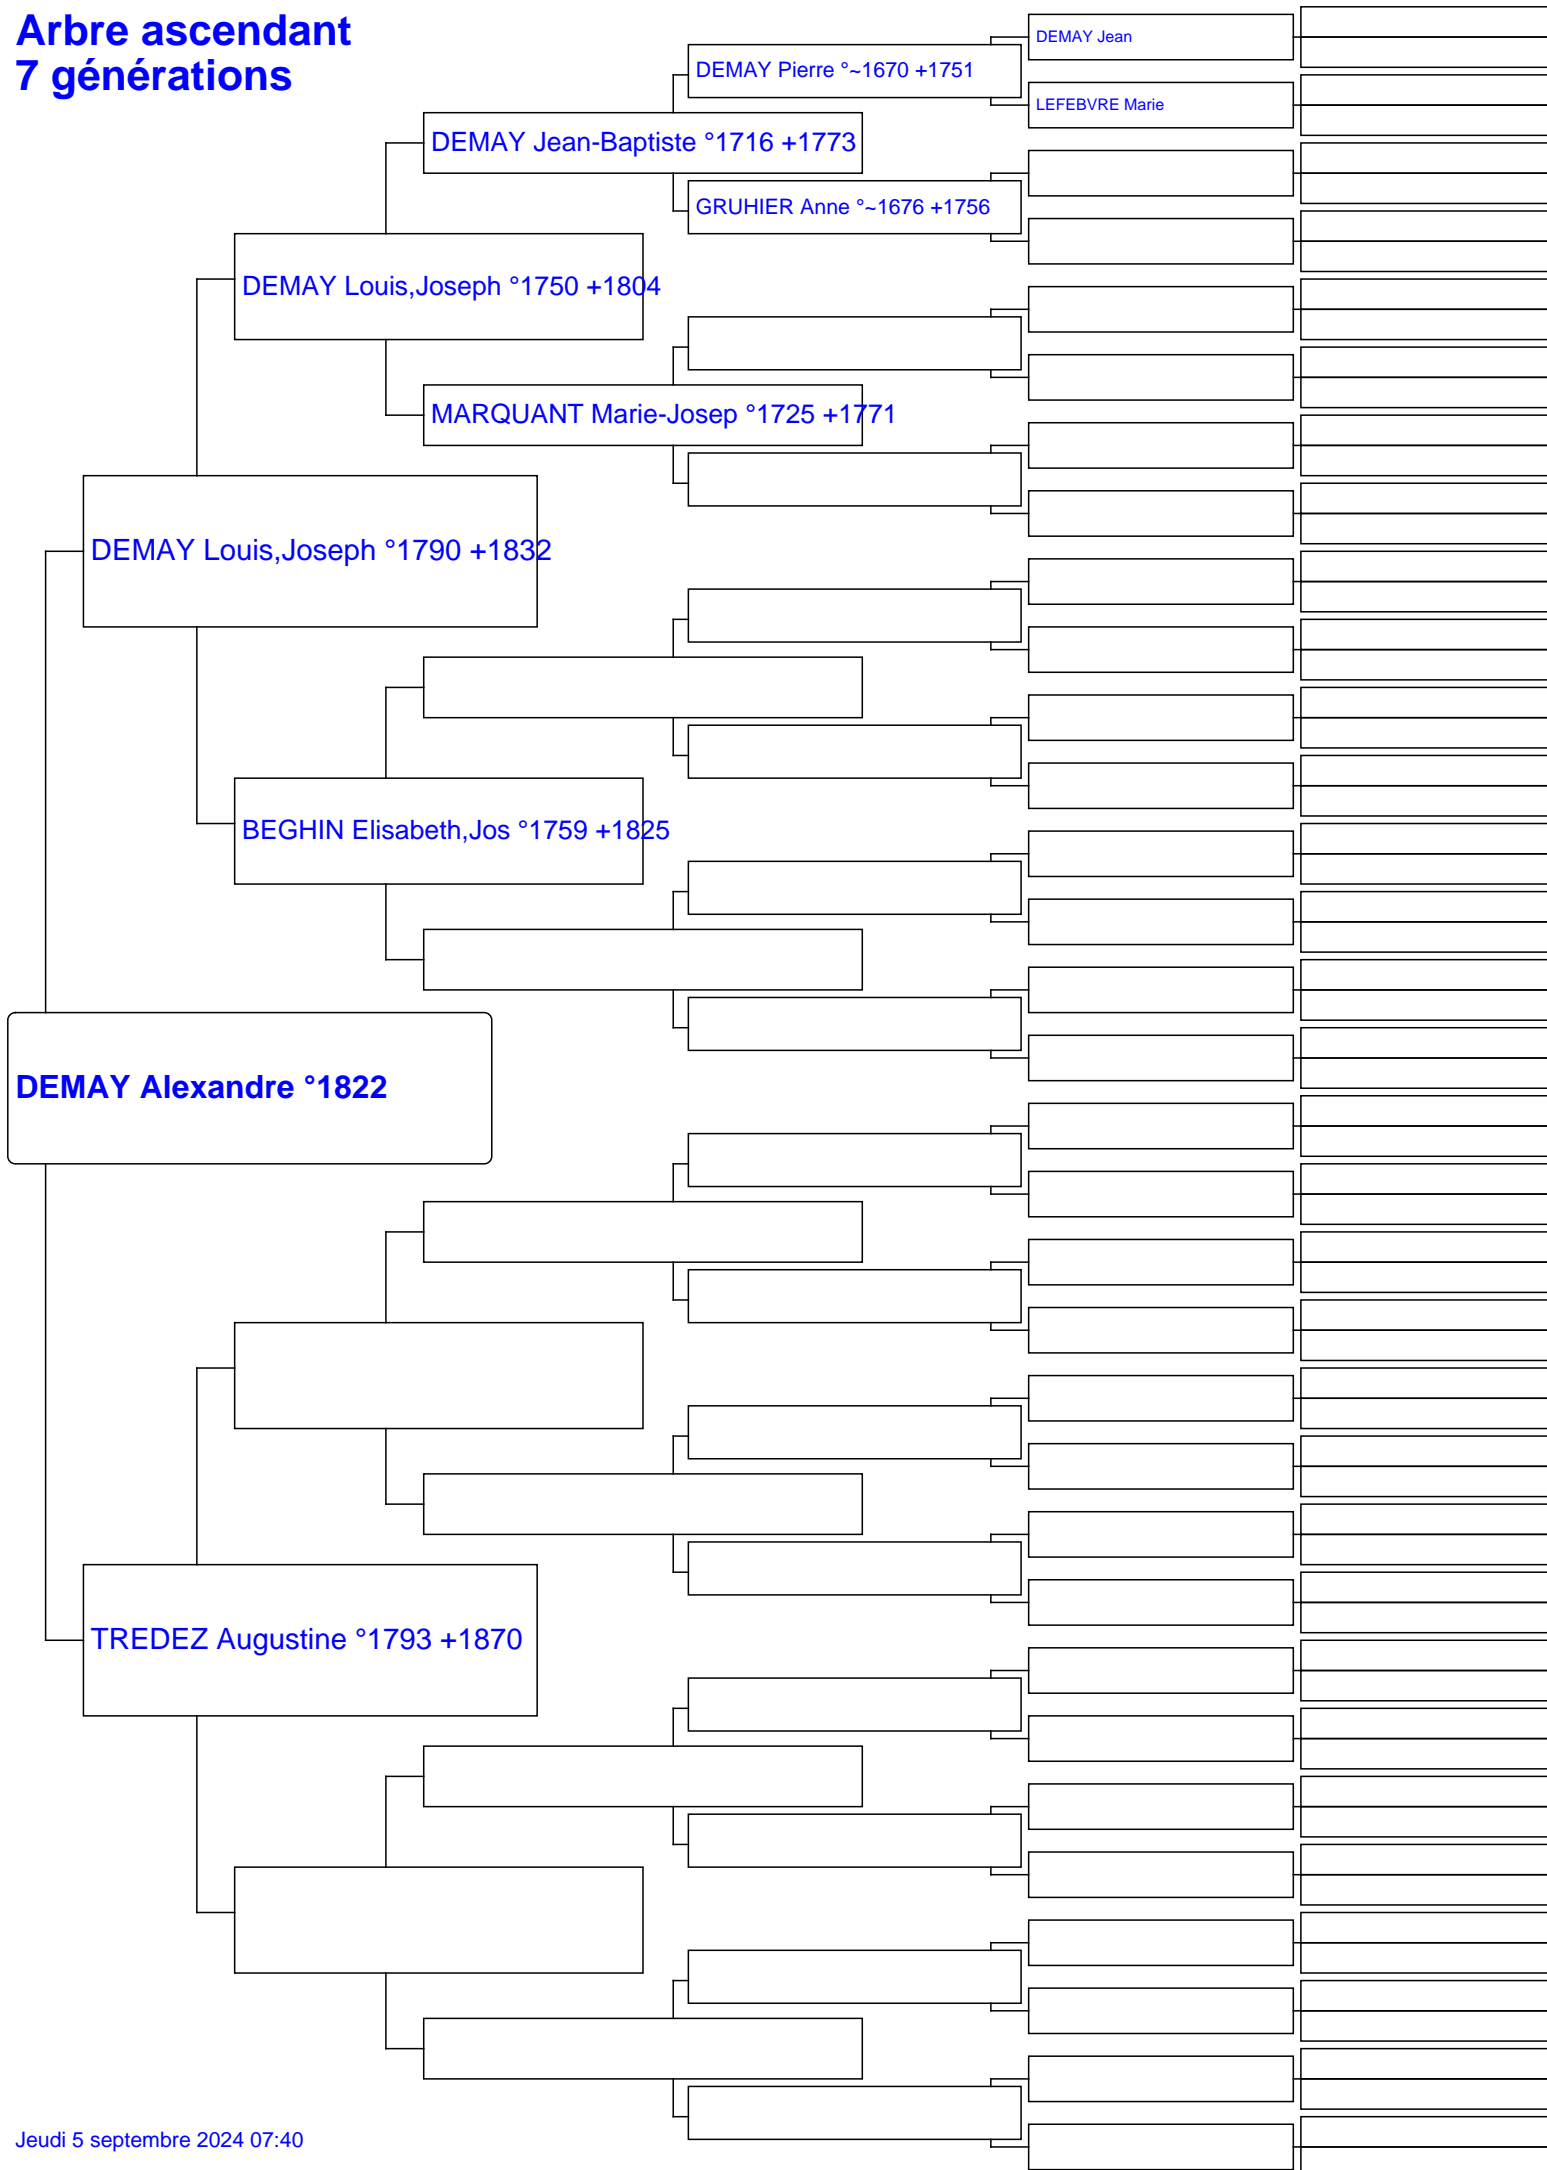 Arbre ascendant
7 générations
DEMAY Jean
DEMAY Pierre °~1670 +1751
LEFEBVRE Marie
DEMAY Jean-Baptiste °1716 +1773
GRUHIER Anne °~1676 +1756
DEMAY Louis,Joseph °1750 +1804
MARQUANT Marie-Josep °1725 +1771
DEMAY Louis,Joseph °1790 +1832
BEGHIN Elisabeth,Jos °1759 +1825
DEMAY Alexandre °1822
TREDEZ Augustine °1793 +1870
Jeudi 5 septembre 2024 07:40